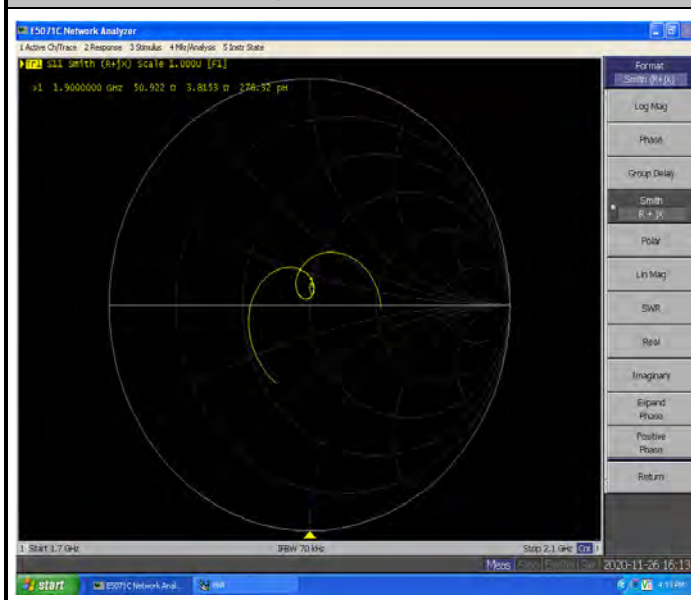 E5071C Network Analyzer
1 Active Ch/Trace 2 Response 3 Stimulus 4 Mkr/Analysis 5 Instr State
Tr1 S11 Smith (R+jX) Scale 1.000U [F1]
>1 1.9000000 GHz 50.922 Ω 3.8153 Ω pH
Format
Smith (R+jX)
Log Mag
Phase
Group Delay
Smith
R + jX
Polar
Lin Mag
SWR
Real
Imaginary
Expand
Phase
Positive
Phase
Return
1 Start 1.7 GHz IFBW 70 kHz Stop 2.1 GHz
Meas 2020-11-26 16:13
start E5071C Network Anal... 4:13 PM